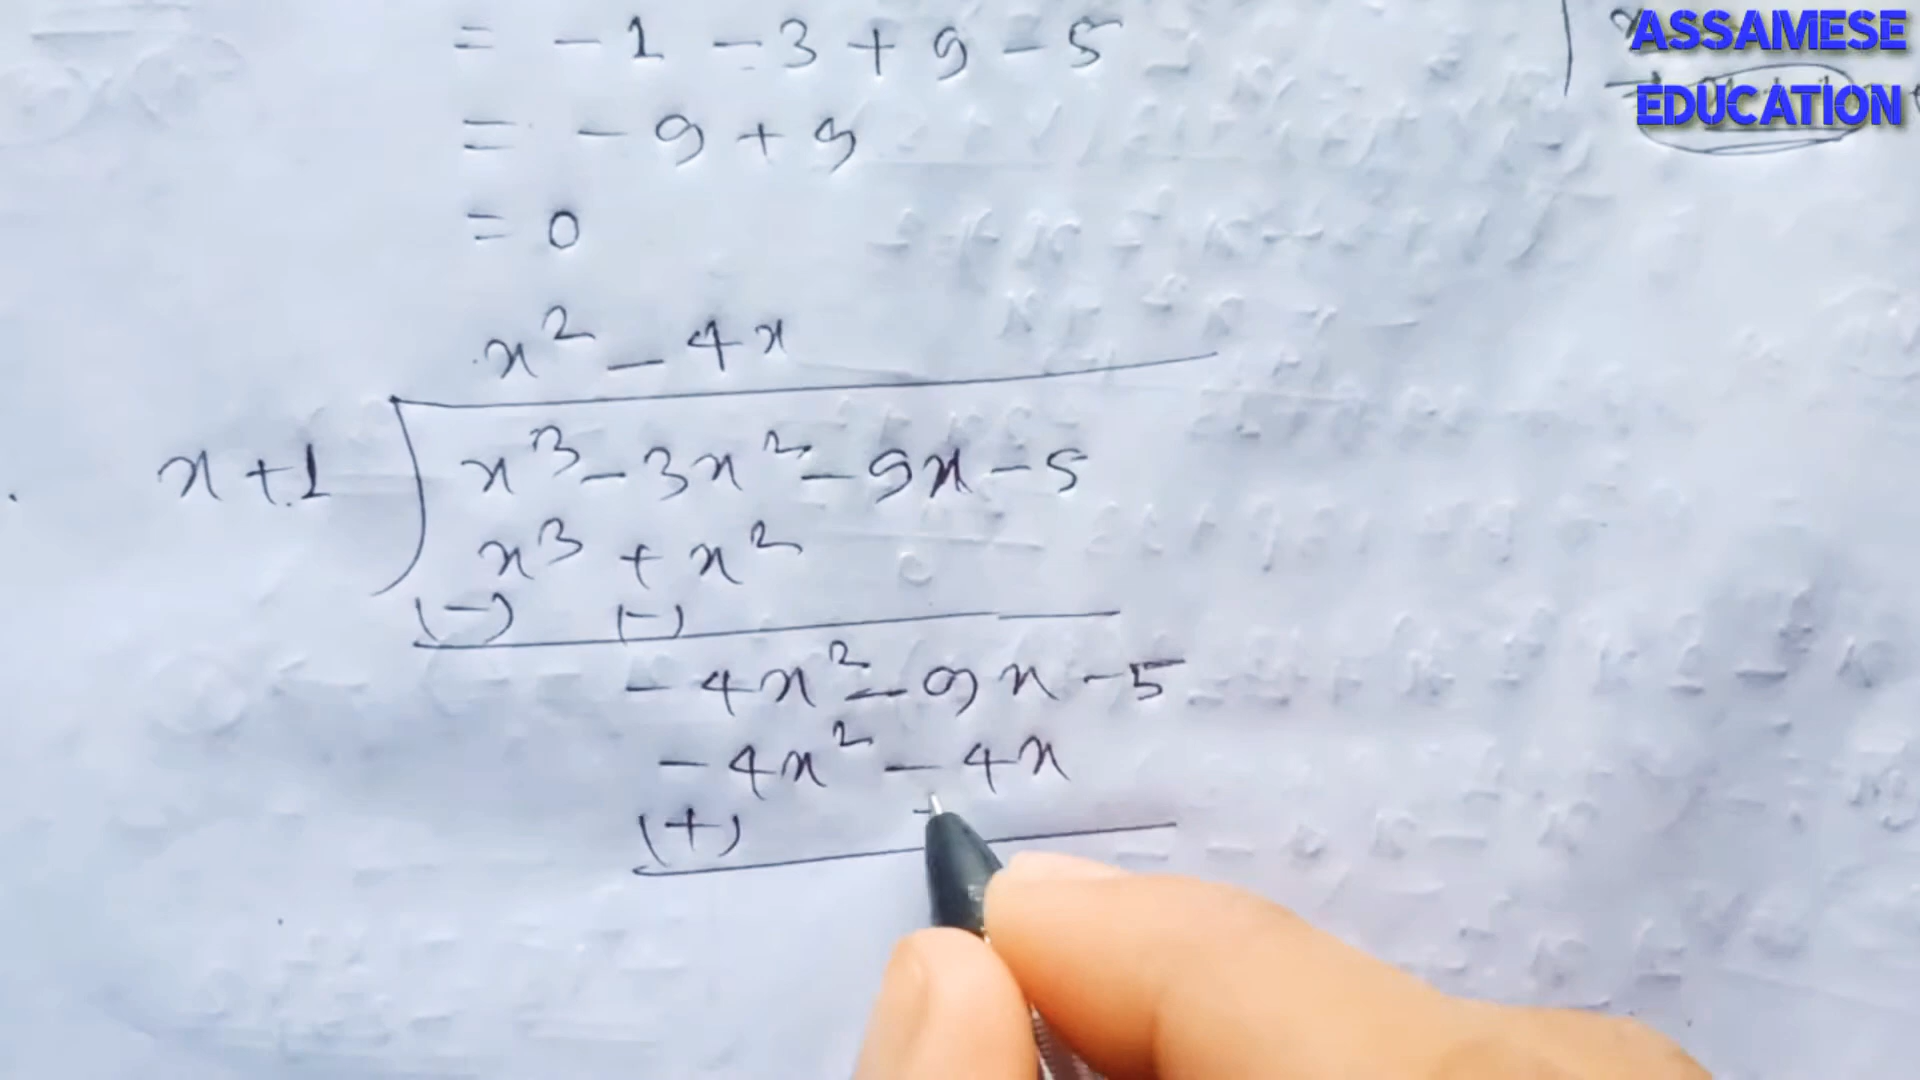 = -1 -3 + 9 - 5
= -9 + 9
= 0
x² - 4x
x+1 ) x³ - 3x² - 9x - 5
x³ + x²
(-) (-)
-4x² - 9x - 5
-4x² - 4x
(+)
ASSAMESE
EDUCATION